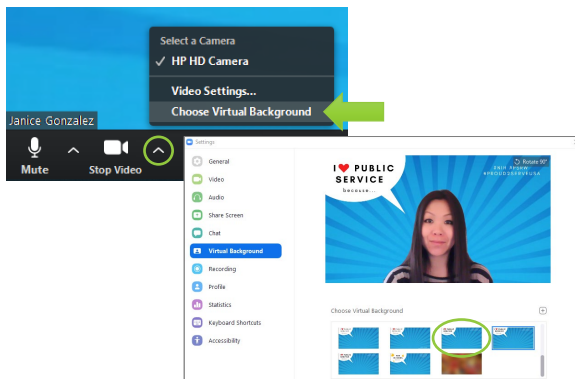 Select a Camera
✓ HP HD Camera
Video Settings...
Choose Virtual Background
Janice Gonzalez
Mute
Stop Video
Settings
General
Video
Audio
Share Screen
Chat
Virtual Background
Recording
Profile
Statistics
Keyboard Shortcuts
Accessibility
I ❤ PUBLIC
SERVICE
because...
Rotate 90°
#PROUD2SERVEUSA
Choose Virtual Background